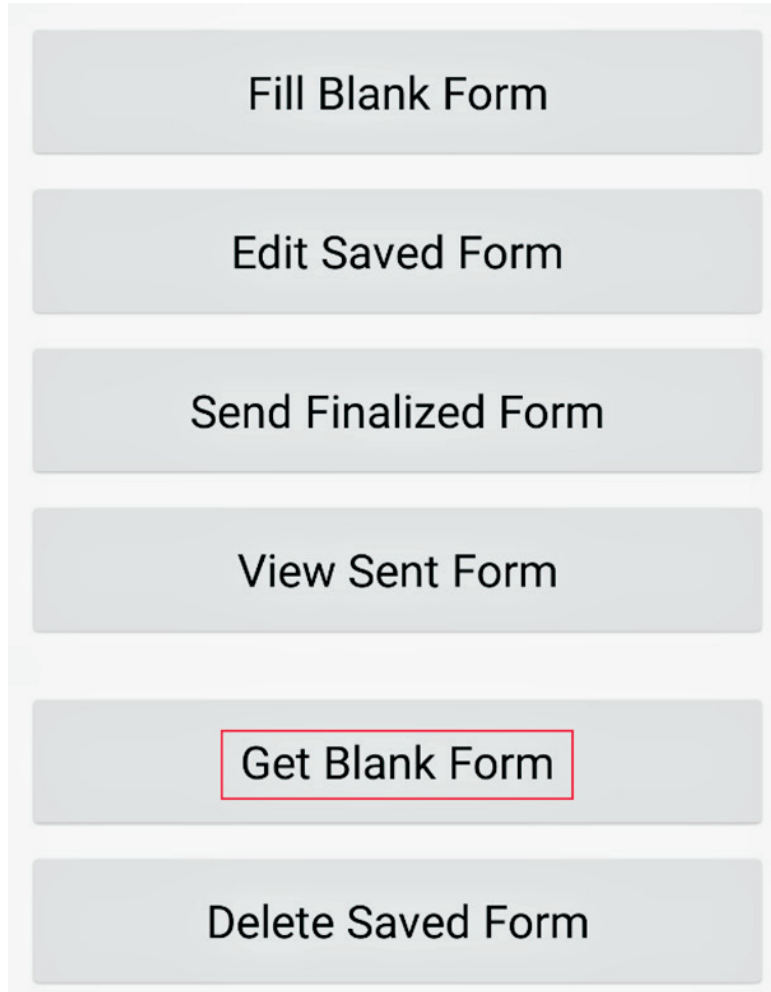 Fill Blank Form
Edit Saved Form
Send Finalized Form
View Sent Form
Get Blank Form
Delete Saved Form